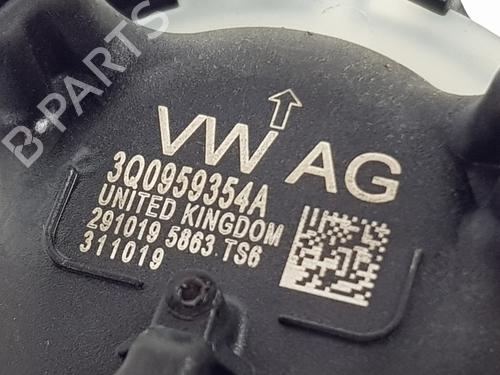 B-PARTS
VW AG
3Q0959354A
UNITED KINGDOM
291019 5863 TS6
311019